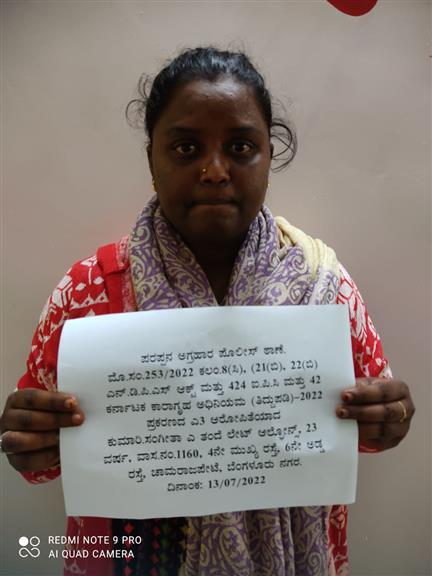 ಪರಪ್ಪನ ಅಗ್ರಹಾರ ಪೊಲೀಸ್ ಠಾಣೆ.
ಮೊ.ಸಂ.253/2022 ಕಲಂ.8(ಸಿ), (21(ಬಿ), 22(ಬಿ)
ಎನ್.ಡಿ.ಪಿ.ಎಸ್ ಆಕ್ಟ್ ಮತ್ತು 424 ಐ.ಪಿ.ಸಿ ಮತ್ತು 42
ಕರ್ನಾಟಕ ಕಾರಾಗೃಹ ಅಧಿನಿಯಮ (ತಿದ್ದುಪಡಿ)-2022
ಪ್ರಕರಣದ ಎ3 ಆರೋಪಿತೆಯಾದ
ಕುಮಾರಿ.ಸಂಗೀತಾ ಎ ತಂದೆ ಲೇಟ್ ಆಲ್ಫೋನ್ಸ್, 23
ವರ್ಷ, ವಾಸ.ನಂ.1160, 4ನೇ ಮುಖ್ಯ ರಸ್ತೆ, 6ನೇ ಅಡ್ಡ
ರಸ್ತೆ, ಚಾಮರಾಜಪೇಟೆ, ಬೆಂಗಳೂರು ನಗರ.
ದಿನಾಂಕ: 13/07/2022
REDMI NOTE 9 PRO
AI QUAD CAMERA